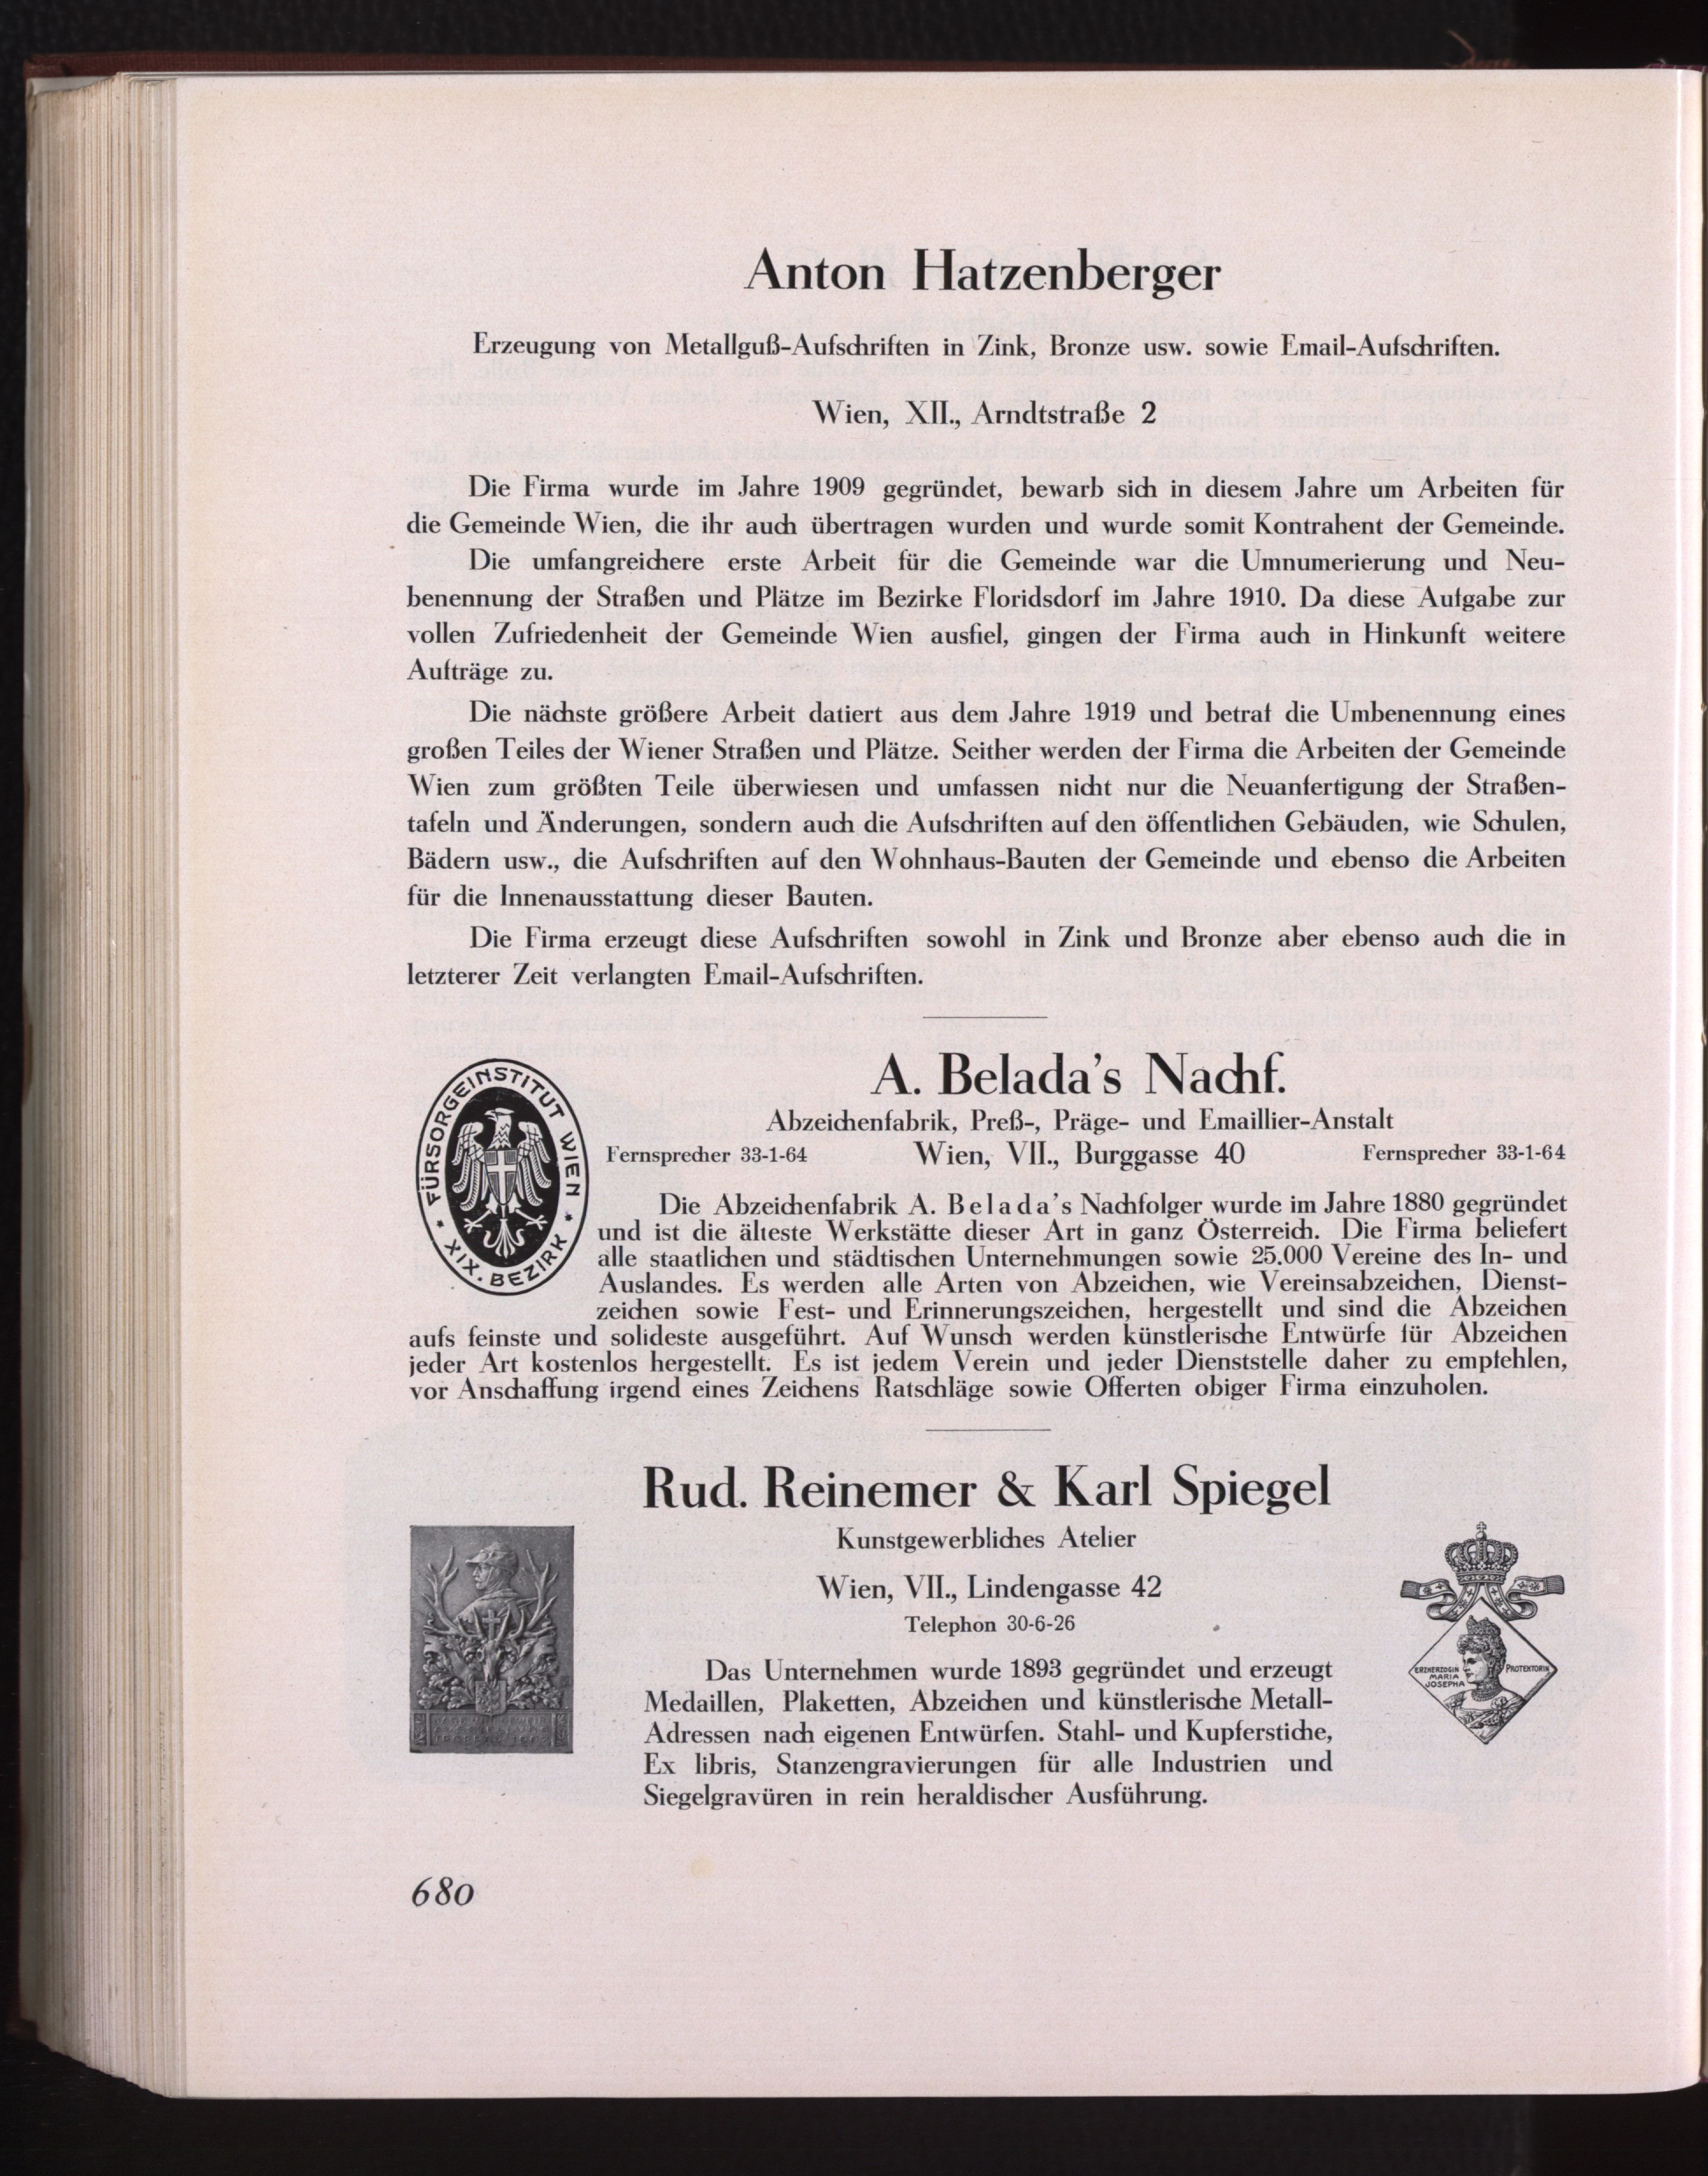 Anton Hatzenberger
Erzeugung von Metallguß-Aufschriften in Zink, Bronze usw. sowie Email-Aufschriften.
Wien, XII., Arndtstraße 2
Die Firma wurde im Jahre 1909 gegründet, bewarb sich in diesem Jahre um Arbeiten für
die Gemeinde Wien, die ihr auch übertragen wurden und wurde somit Kontrahent der Gemeinde.
Die umfangreichere erste Arbeit für die Gemeinde war die Umnumerierung und Neu-
benennung der Straßen und Plätze im Bezirke Floridsdorf im Jahre 1910. Da diese Aufgabe zur
vollen Zufriedenheit der Gemeinde Wien ausfiel, gingen der Firma auch in Hinkunft weitere
Aufträge zu.
Die nächste größere Arbeit datiert aus dem Jahre 1919 und betraf die Umbenennung eines
großen Teiles der Wiener Straßen und Plätze. Seither werden der Firma die Arbeiten der Gemeinde
Wien zum größten Teile überwiesen und umfassen nicht nur die Neuanfertigung der Straßen-
tafeln und Änderungen, sondern auch die Aufschriften auf den öffentlichen Gebäuden, wie Schulen,
Bädern usw., die Aufschriften auf den Wohnhaus-Bauten der Gemeinde und ebenso die Arbeiten
für die Innenausstattung dieser Bauten.
Die Firma erzeugt diese Aufschriften sowohl in Zink und Bronze aber ebenso auch die in
letzterer Zeit verlangten Email-Aufschriften.
FÜRSORGEINSTITUT WIEN
* XIX. BEZIRK *
A. Belada's Nachf.
Abzeichenfabrik, Preß-, Präge- und Emaillier-Anstalt
Fernsprecher 33-1-64 Wien, VII., Burggasse 40 Fernsprecher 33-1-64
Die Abzeichenfabrik A. Belada's Nachfolger wurde im Jahre 1880 gegründet
und ist die älteste Werkstätte dieser Art in ganz Österreich. Die Firma beliefert
alle staatlichen und städtischen Unternehmungen sowie 25.000 Vereine des In- und
Auslandes. Es werden alle Arten von Abzeichen, wie Vereinsabzeichen, Dienst-
zeichen sowie Fest- und Erinnerungszeichen, hergestellt und sind die Abzeichen
aufs feinste und solideste ausgeführt. Auf Wunsch werden künstlerische Entwürfe für Abzeichen
jeder Art kostenlos hergestellt. Es ist jedem Verein und jeder Dienststelle daher zu empfehlen,
vor Anschaffung irgend eines Zeichens Ratschläge sowie Offerten obiger Firma einzuholen.
Rud. Reinemer & Karl Spiegel
Kunstgewerbliches Atelier
Wien, VII., Lindengasse 42
Telephon 30-6-26
Das Unternehmen wurde 1893 gegründet und erzeugt
Medaillen, Plaketten, Abzeichen und künstlerische Metall-
Adressen nach eigenen Entwürfen. Stahl- und Kupferstiche,
Ex libris, Stanzengravierungen für alle Industrien und
Siegelgravüren in rein heraldischer Ausführung.
ERZHERZOGIN
MARIA
JOSEPHA
PROTEKTORIN
680